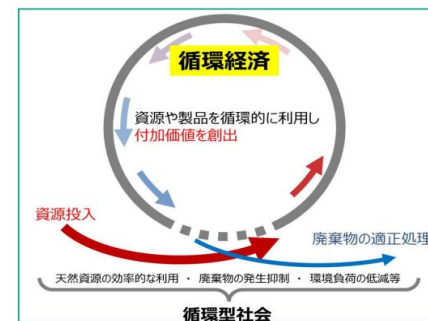 循環経済
資源や製品を循環的に利用し
付加価値を創出
資源投入
廃棄物の適正処理
天然資源の効率的な利用 ・ 廃棄物の発生抑制 ・ 環境負荷の低減等
循環型社会